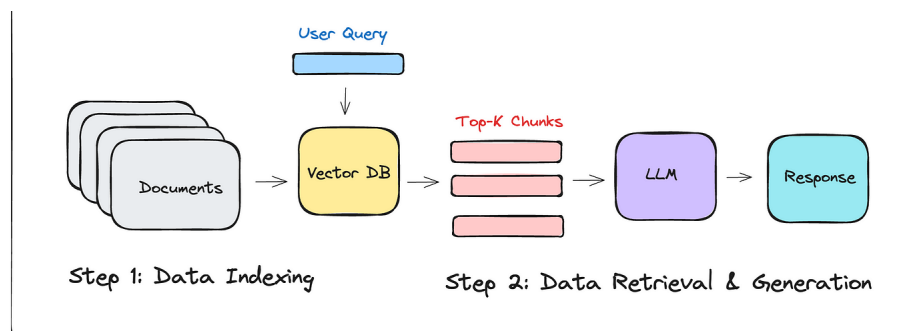 User Query
Top-K Chunks
Documents
Vector DB
LLM
Response
Step 1: Data Indexing
Step 2: Data Retrieval & Generation